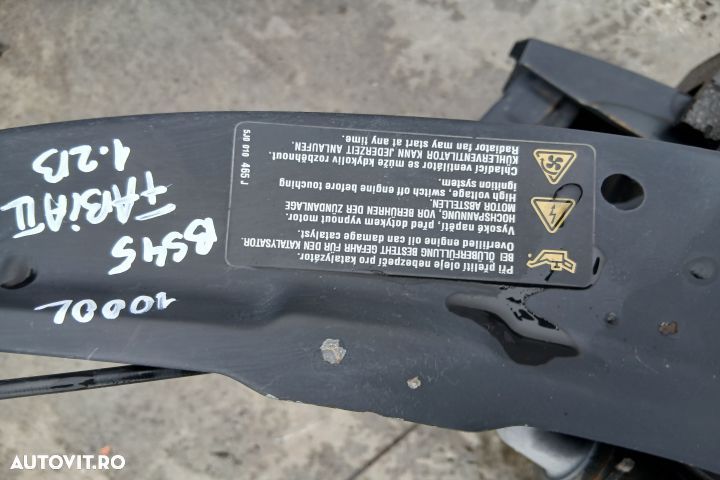 Chladicí ventilátor se může kdykoliv rozběhnout.
KÜHLERVENTILATOR KANN JEDERZEIT ANLAUFEN.
Radiator fan may start at any time.
Vysoké napětí, před dotykem vypnout motor.
HOCHSPANNUNG, VOR BERÜHREN DER ZÜNDANLAGE
MOTOR ABSTELLEN.
High voltage, switch off engine before touching
ignition system.
Při přelití oleje nebezpečí pro katalyzátor.
BEI ÖLÜBERFÜLLUNG BESTEHT GEFAHR FÜR DEN KATALYSATOR.
Overfilled engine oil can damage catalyst.
5J0 010 465 J
BS45
FABIA II
1.2B
AUTOVIT.RO